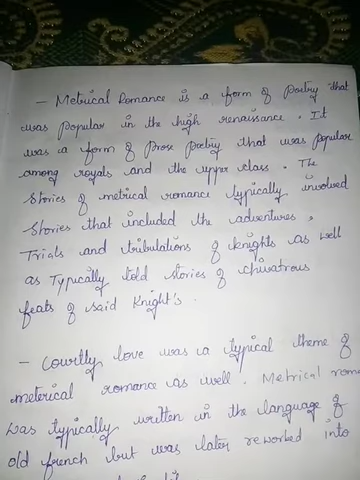 - Metrical Romance is a form of Poetry that
was popular in the high renaissance. It
was a form of prose poetry that was popular
among royals and the upper class. The
stories of metrical romance typically involved
stories that included the adventures.
Trials and tribulations of knights as well
as Typically told stories of chivatrous
feats of said Knight's.
- Courtly love was a typical theme of
meterical romance as well. Metrical roma
was typically written in the language of
old french but was later reworked into